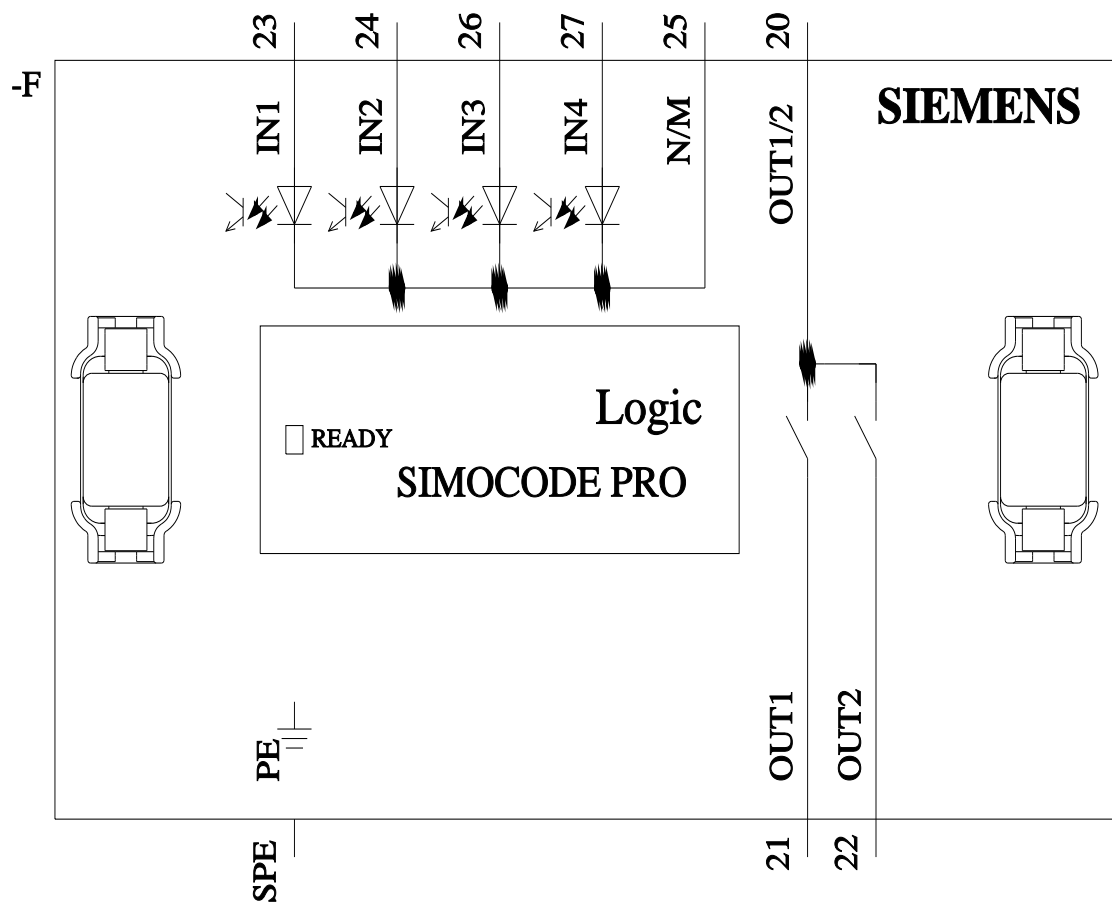 23 24 26 27 25 20
-F
SIEMENS
IN1 IN2 IN3 IN4 N/M OUT1/2
Logic
READY
SIMOCODE PRO
PE OUT1 OUT2
SPE 21 22